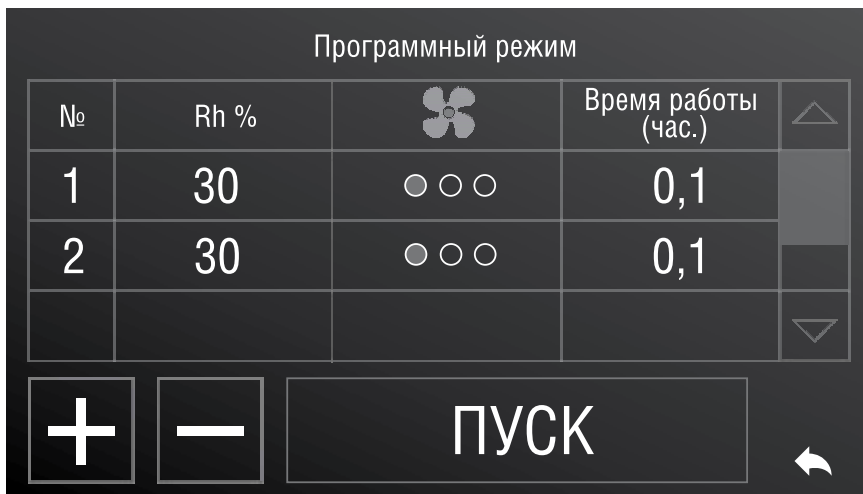 Программный режим
№ Rh % Время работы
(час.)
1 30 0,1
2 30 0,1
ПУСК